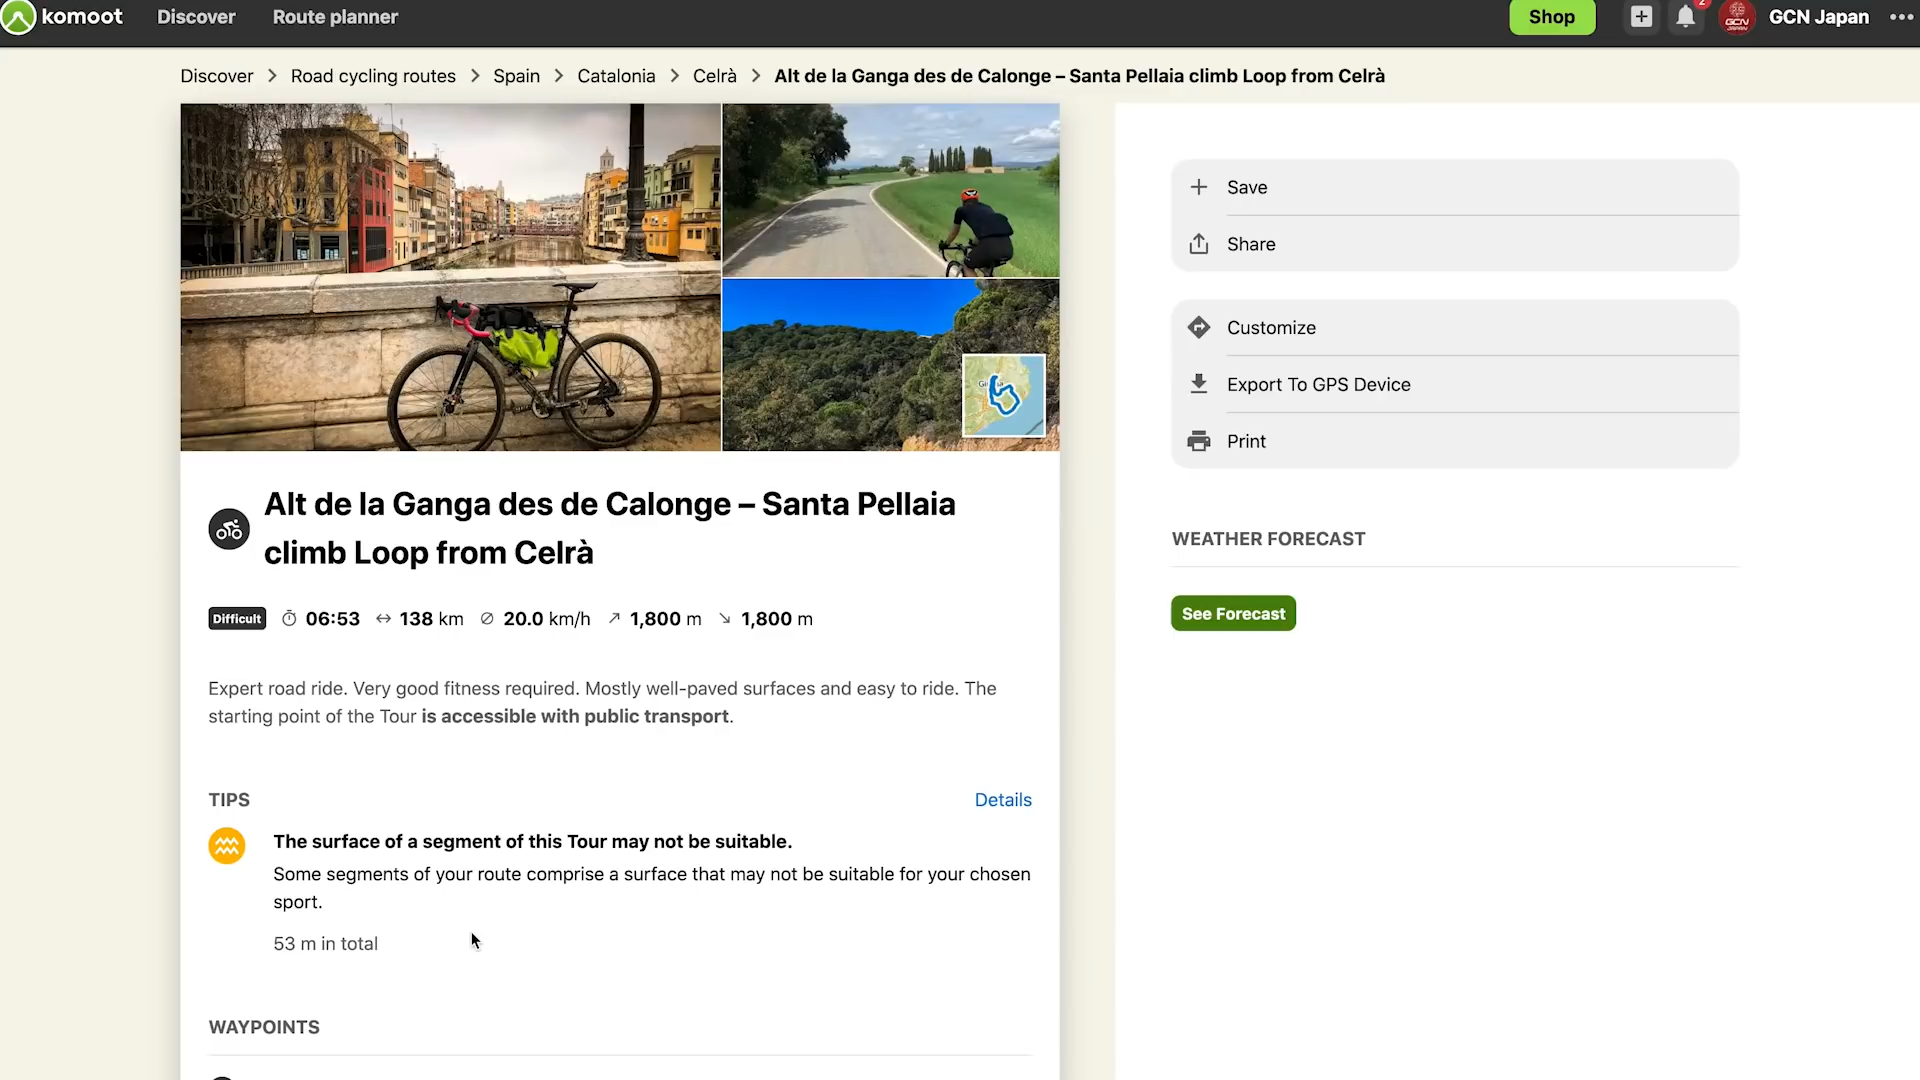 komoot Discover Route planner Shop 2 GCN Japan
Discover > Road cycling routes > Spain > Catalonia > Celrà > Alt de la Ganga des de Calonge – Santa Pellaia climb Loop from Celrà
Save
Share
Customize
Export To GPS Device
Print
WEATHER FORECAST
See Forecast
Alt de la Ganga des de Calonge – Santa Pellaia
climb Loop from Celrà
Difficult 06:53 138 km 20.0 km/h 1,800 m 1,800 m
Expert road ride. Very good fitness required. Mostly well-paved surfaces and easy to ride. The
starting point of the Tour is accessible with public transport.
TIPS Details
The surface of a segment of this Tour may not be suitable.
Some segments of your route comprise a surface that may not be suitable for your chosen
sport.
53 m in total
WAYPOINTS